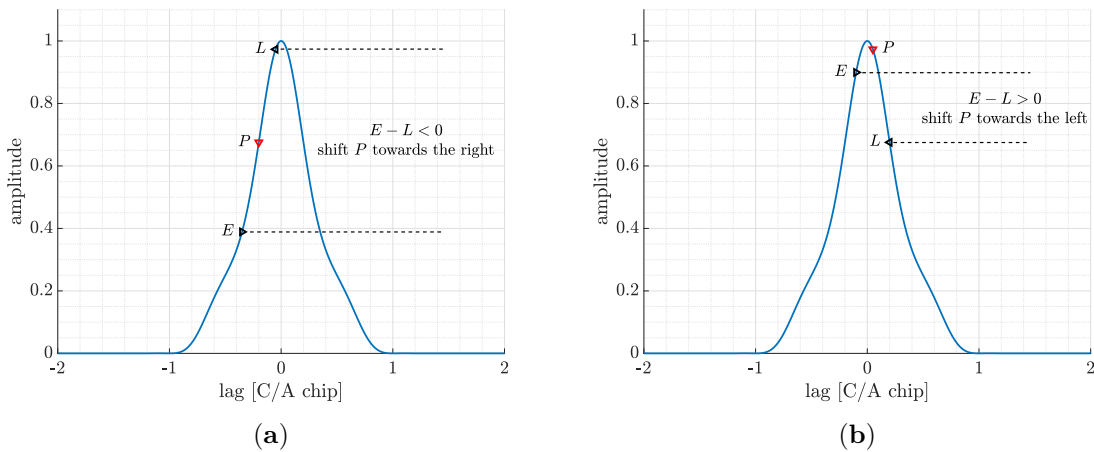 1
0.8
0.6
0.4
0.2
0
amplitude
L
P
E
E − L < 0
shift P towards the right
-2 -1 0 1 2
lag [C/A chip]
(a)
1
0.8
0.6
0.4
0.2
0
amplitude
P
E
E − L > 0
shift P towards the left
L
-2 -1 0 1 2
lag [C/A chip]
(b)